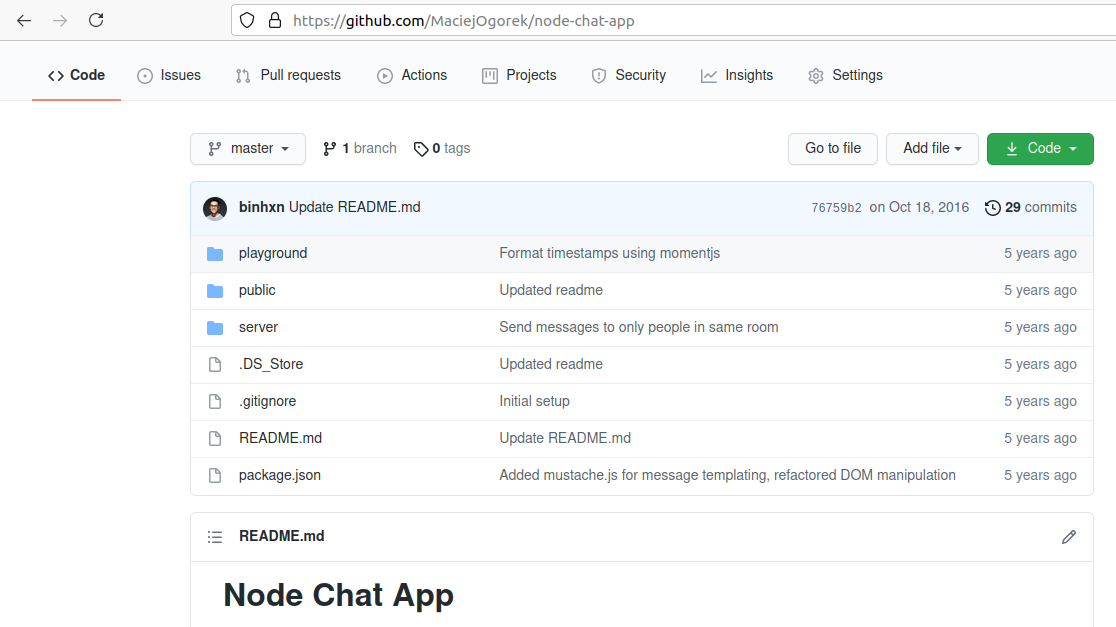 https://github.com/MaciejOgorek/node-chat-app
Code Issues Pull requests Actions Projects Security Insights Settings
master 1 branch 0 tags Go to file Add file Code
binhxn Update README.md 76759b2 on Oct 18, 2016 29 commits
playground Format timestamps using momentjs 5 years ago
public Updated readme 5 years ago
server Send messages to only people in same room 5 years ago
.DS_Store Updated readme 5 years ago
.gitignore Initial setup 5 years ago
README.md Update README.md 5 years ago
package.json Added mustache.js for message templating, refactored DOM manipulation 5 years ago
README.md
Node Chat App